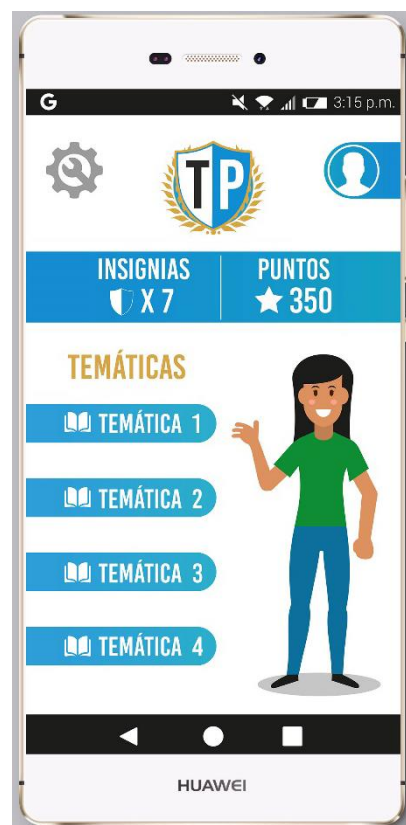 G 3:15 p.m.
TP
INSIGNIAS PUNTOS
X 7 350
TEMÁTICAS
TEMÁTICA 1
TEMÁTICA 2
TEMÁTICA 3
TEMÁTICA 4
HUAWEI